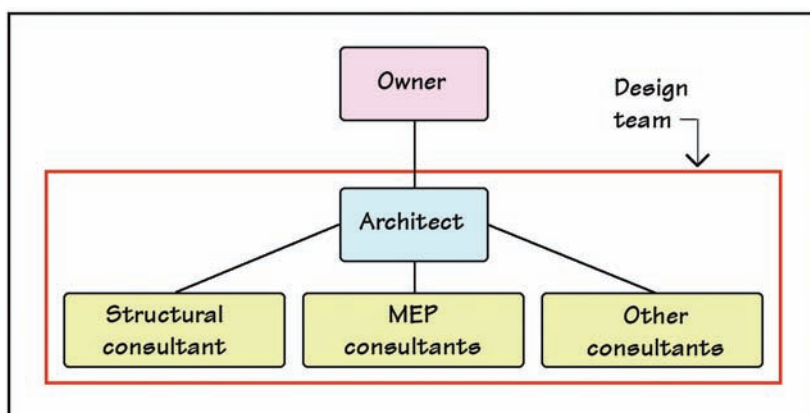 Owner
Design
team
Architect
Structural
consultant
MEP
consultants
Other
consultants